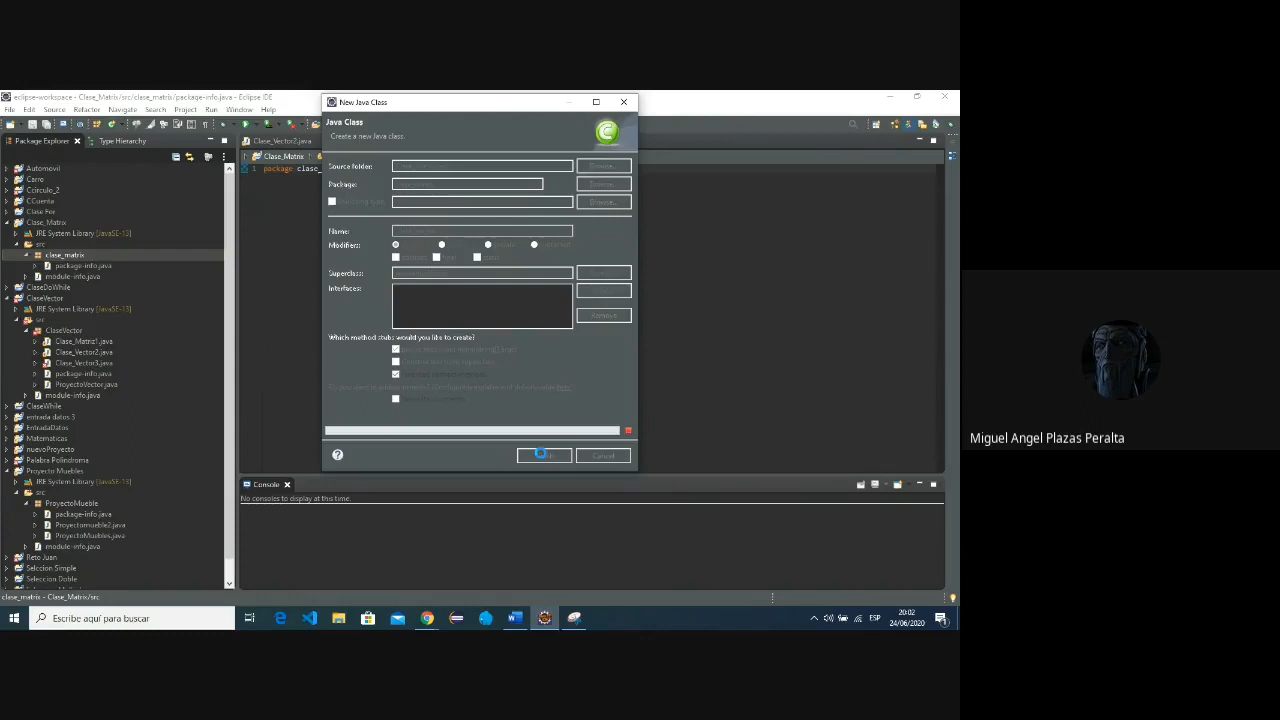 eclipse-workspace - Clase_Matrix/src/clase_matrix/package-info.java - Eclipse IDE
File Edit Source Refactor Navigate Search Project Run Window
Package Explorer
Type Hierarchy
Automovil
Carro
Ccirculo_2
CCuenta
Clase For
Clase_Matrix
JRE System Library [JavaSE-13]
src
clase_matrix
package-info.java
module-info.java
ClaseDoWhile
ClaseVector
JRE System Library [JavaSE-13]
src
ClaseVector
Clase_Matriz1.java
Clase_Vector2.java
Clase_Vector3.java
package-info.java
ProyectoVector.java
module-info.java
ClaseWhile
entrada datos 3
EntradaDatos
Matematicas
nuevoProyecto
Palabra Polindroma
Proyecto Muebles
JRE System Library [JavaSE-13]
src
ProyectoMueble
package-info.java
Proyectomueble2.java
ProyectoMuebles.java
module-info.java
Reto Juan
Selccion Simple
Seleccion Doble
clase_matrix - Clase_Matrix/src
Clase_Vector2.java
Clase_Matrix
1 package clase_
New Java Class
Java Class
Create a new Java class.
Source folder:
Browse...
Package:
Browse...
Browse...
Name:
Modifiers:
Superclass:
Interfaces:
Remove
Which method stubs would you like to create?
Cancel
Console
No consoles to display at this time.
Escribe aquí para buscar
ESP
20:02
24/06/2020
Miguel Angel Plazas Peralta